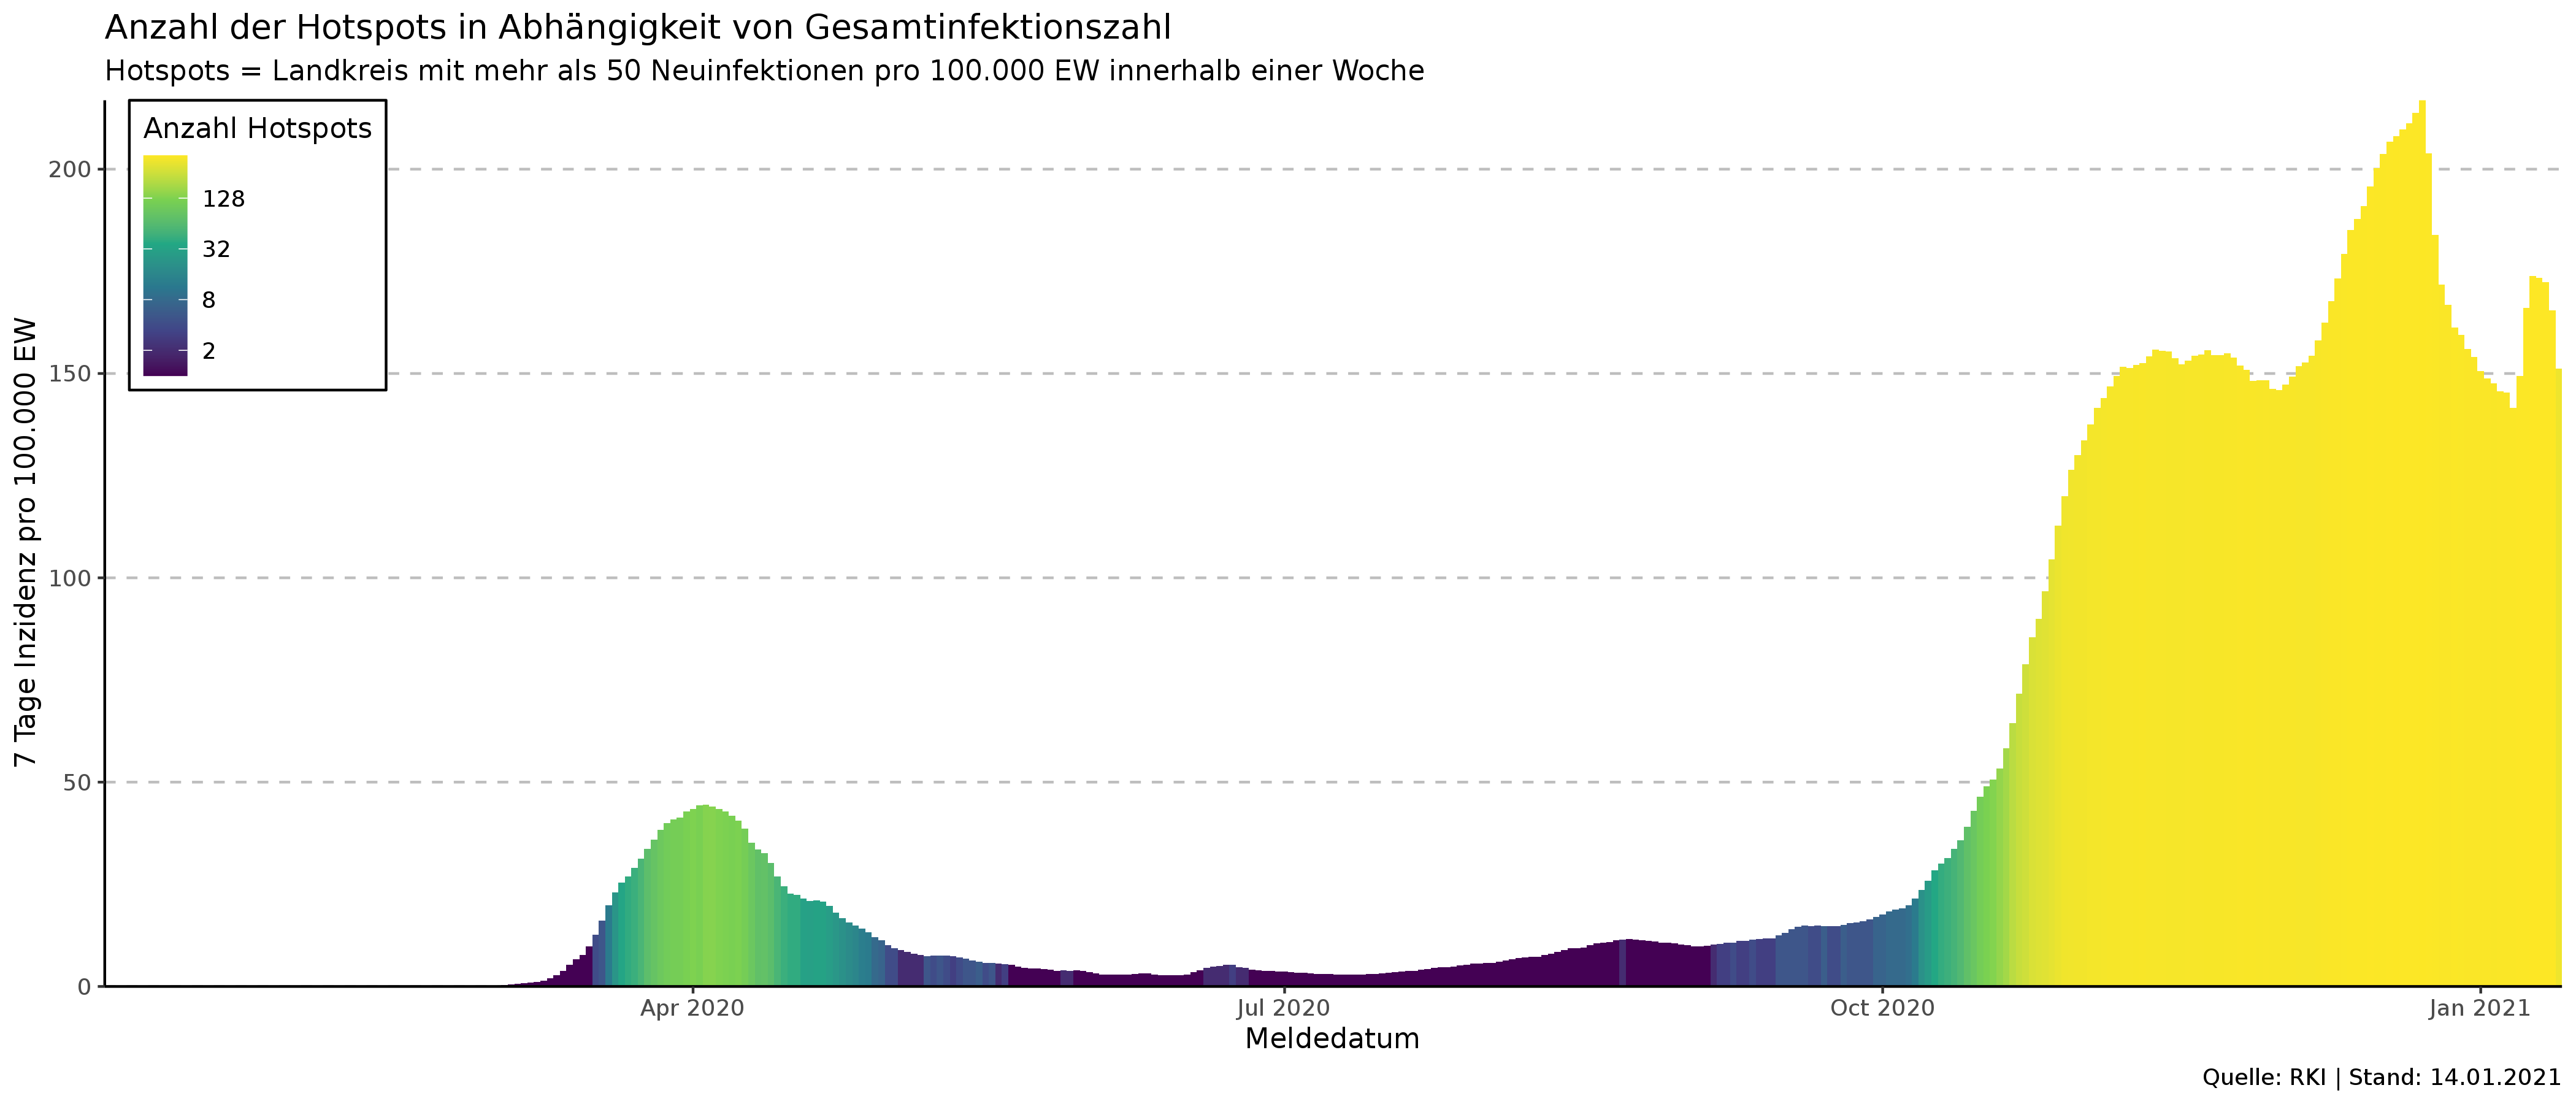 Anzahl der Hotspots in Abhängigkeit von Gesamtinfektionszahl
Hotspots = Landkreis mit mehr als 50 Neuinfektionen pro 100.000 EW innerhalb einer Woche
Anzahl Hotspots
128
32
8
2
7 Tage Inzidenz pro 100.000 EW
200
150
100
50
0
Apr 2020 Jul 2020 Oct 2020 Jan 2021
Meldedatum
Quelle: RKI | Stand: 14.01.2021